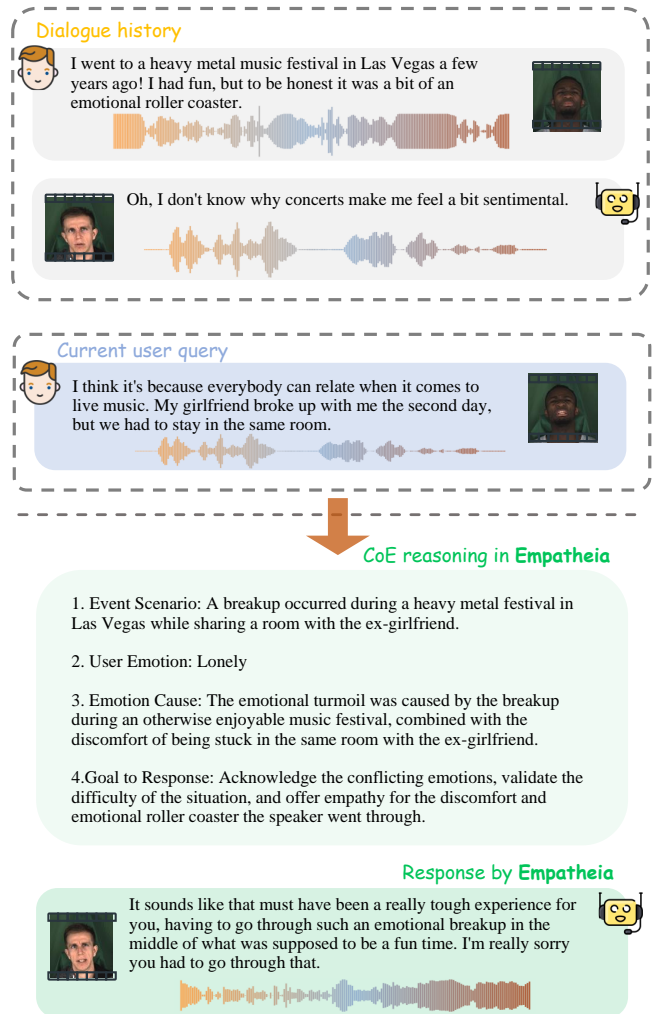 Dialogue history
I went to a heavy metal music festival in Las Vegas a few
years ago! I had fun, but to be honest it was a bit of an
emotional roller coaster.
Oh, I don't know why concerts make me feel a bit sentimental.
Current user query
I think it's because everybody can relate when it comes to
live music. My girlfriend broke up with me the second day,
but we had to stay in the same room.
CoE reasoning in Empatheia
1. Event Scenario: A breakup occurred during a heavy metal festival in
Las Vegas while sharing a room with the ex-girlfriend.
2. User Emotion: Lonely
3. Emotion Cause: The emotional turmoil was caused by the breakup
during an otherwise enjoyable music festival, combined with the
discomfort of being stuck in the same room with the ex-girlfriend.
4.Goal to Response: Acknowledge the conflicting emotions, validate the
difficulty of the situation, and offer empathy for the discomfort and
emotional roller coaster the speaker went through.
Response by Empatheia
It sounds like that must have been a really tough experience for
you, having to go through such an emotional breakup in the
middle of what was supposed to be a fun time. I'm really sorry
you had to go through that.